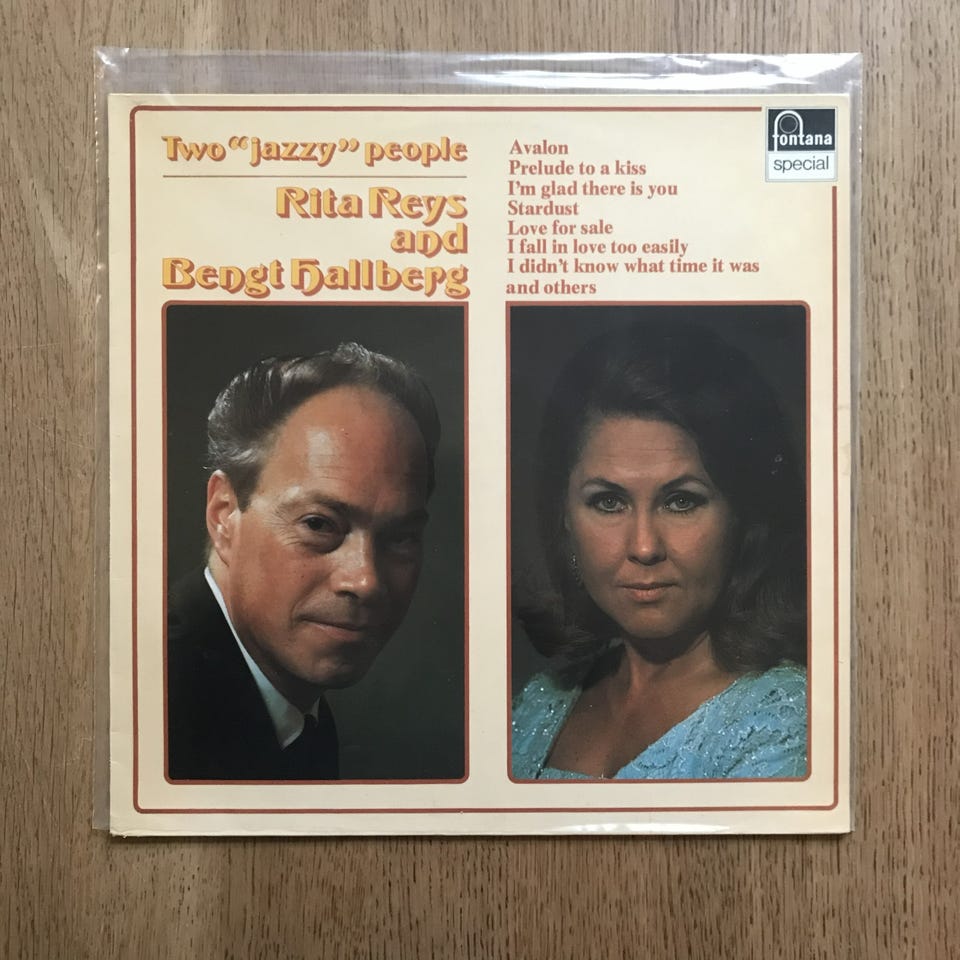 Two “jazzy” people
Rita Reys
and
Bengt Hallberg
Avalon
Prelude to a kiss
I'm glad there is you
Stardust
Love for sale
I fall in love too easily
I didn't know what time it was
and others
fontana
special